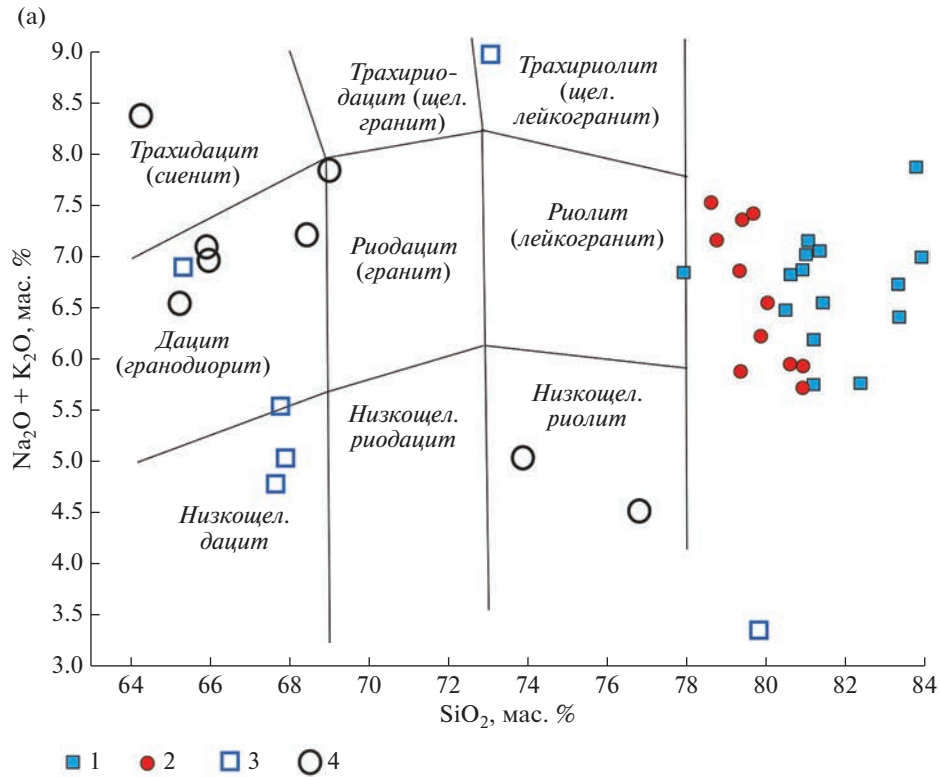 (a)
Na₂O + K₂O, мас. %
9.0
8.5
8.0
7.5
7.0
6.5
6.0
5.5
5.0
4.5
4.0
3.5
3.0
Трахирио-
дацит (щел.
гранит)
Трахириолит
(щел.
лейкогранит)
Трахидацит
(сиенит)
Риодацит
(гранит)
Риолит
(лейкогранит)
Дацит
(гранодиорит)
Низкощел.
риодацит
Низкощел.
риолит
Низкощел.
дацит
64 66 68 70 72 74 76 78 80 82 84
SiO₂, мас. %
1 2 3 4